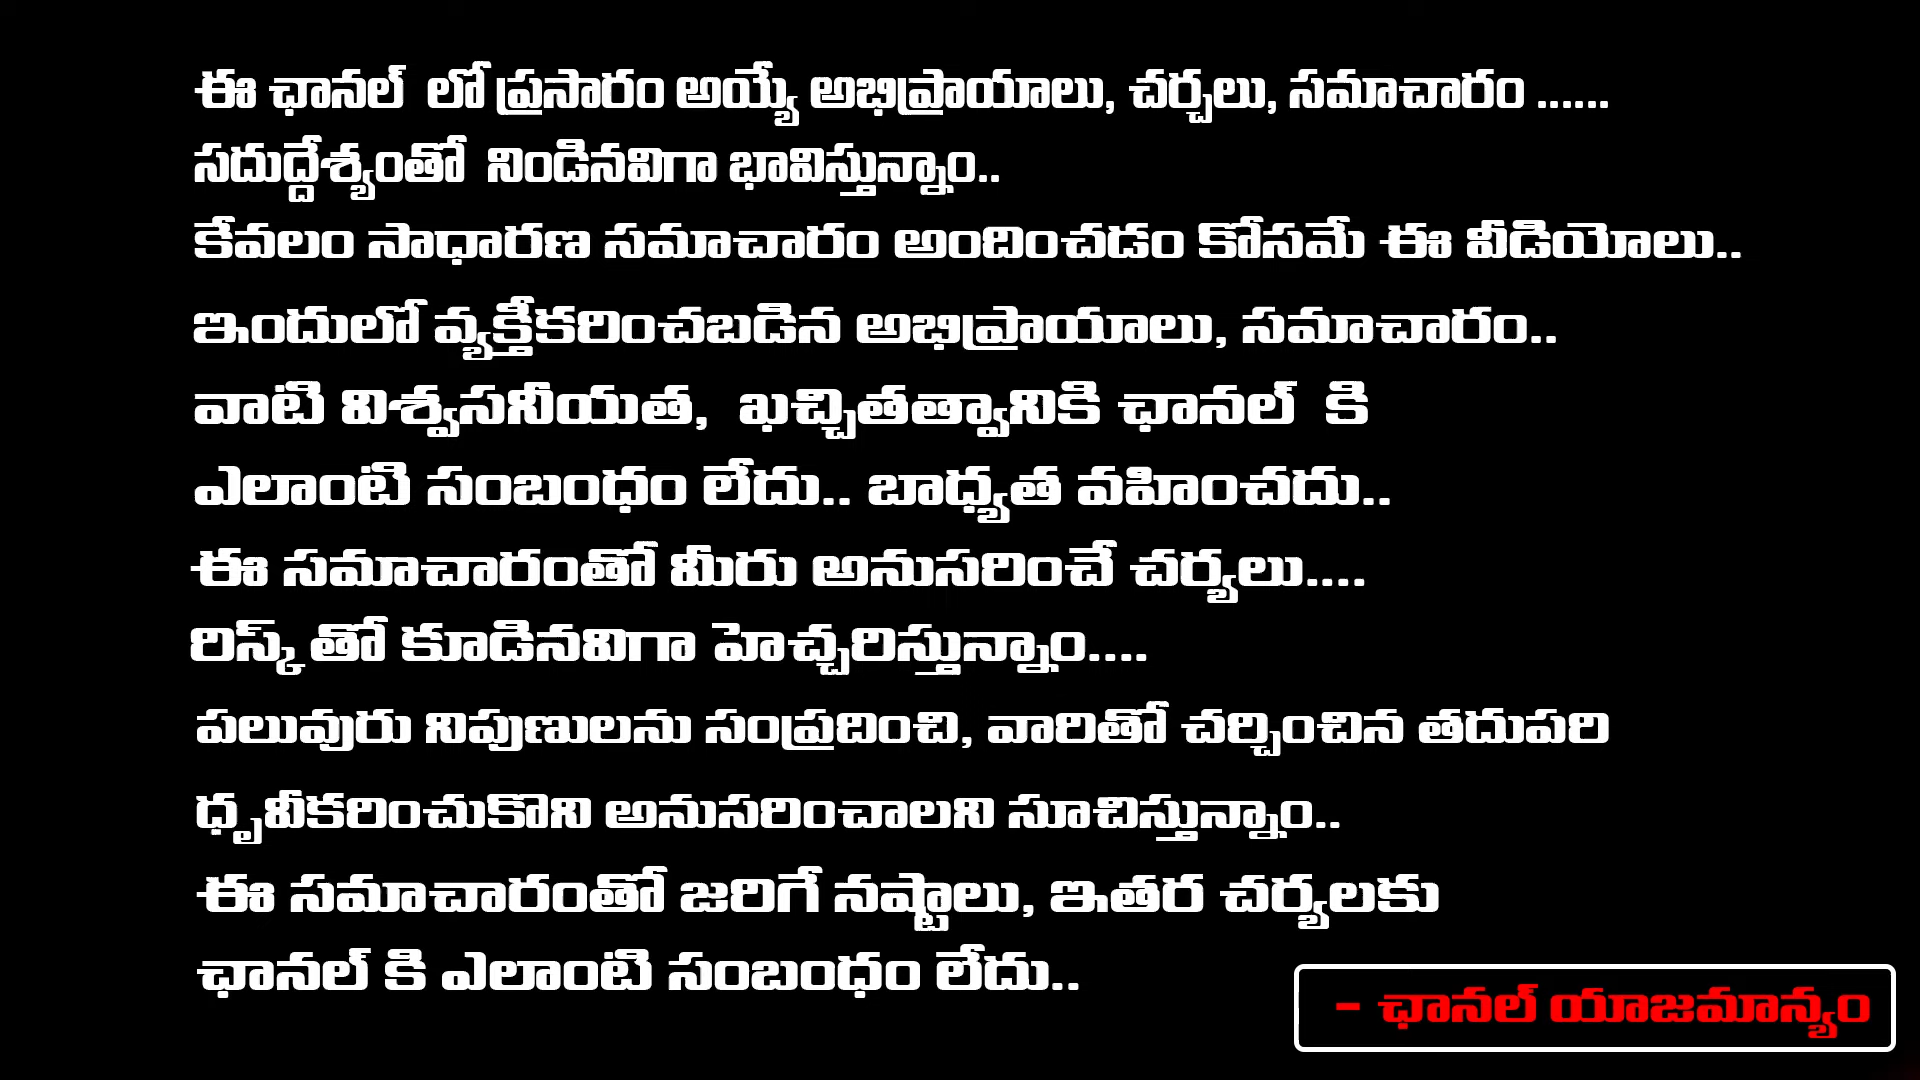 ఈ ఛానల్ లో ప్రసారం అయ్యే అభిప్రాయాలు, చర్చలు, సమాచారం ......
సదుద్దేశ్యంతో నిండినవిగా భావిస్తున్నాం..
కేవలం సాధారణ సమాచారం అందించడం కోసమే ఈ వీడియోలు..
ఇందులో వ్యక్తీకరించబడిన అభిప్రాయాలు, సమాచారం..
వాటి విశ్వసనీయత, ఖచ్చితత్వానికి ఛానల్ కి
ఎలాంటి సంబంధం లేదు.. బాధ్యత వహించదు..
ఈ సమాచారంతో మీరు అనుసరించే చర్యలు....
రిస్క్ తో కూడినవిగా హెచ్చరిస్తున్నాం....
పలువురు నిపుణులను సంప్రదించి, వారితో చర్చించిన తదుపరి
ధృవీకరించుకొని అనుసరించాలని సూచిస్తున్నాం..
ఈ సమాచారంతో జరిగే నష్టాలు, ఇతర చర్యలకు
ఛానల్ కి ఎలాంటి సంబంధం లేదు..
- ఛానల్ యాజమాన్యం